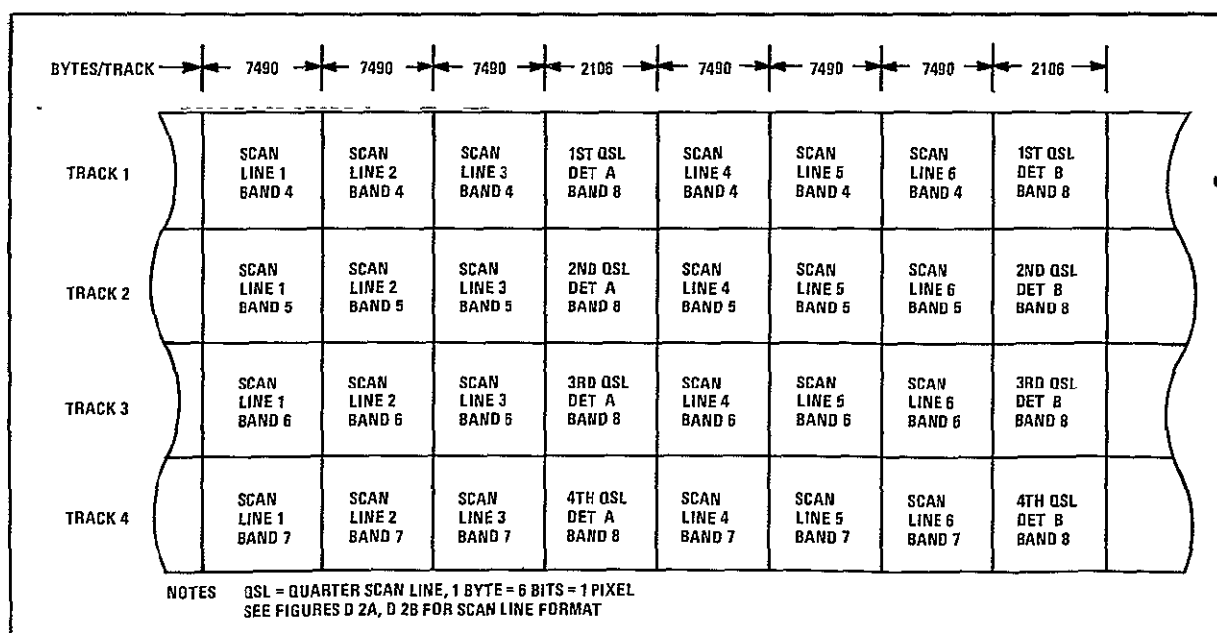 BYTES/TRACK 7490 7490 7490 2106 7490 7490 7490 2106
TRACK 1
SCAN SCAN SCAN 1ST QSL SCAN SCAN SCAN 1ST QSL
LINE 1 LINE 2 LINE 3 DET A LINE 4 LINE 5 LINE 6 DET B
BAND 4 BAND 4 BAND 4 BAND 8 BAND 4 BAND 4 BAND 4 BAND 8
TRACK 2
SCAN SCAN SCAN 2ND QSL SCAN SCAN SCAN 2ND QSL
LINE 1 LINE 2 LINE 3 DET A LINE 4 LINE 5 LINE 6 DET B
BAND 5 BAND 5 BAND 5 BAND 8 BAND 5 BAND 5 BAND 5 BAND 8
TRACK 3
SCAN SCAN SCAN 3RD QSL SCAN SCAN SCAN 3RD QSL
LINE 1 LINE 2 LINE 3 DET A LINE 4 LINE 5 LINE 6 DET B
BAND 6 BAND 6 BAND 6 BAND 8 BAND 6 BAND 6 BAND 6 BAND 8
TRACK 4
SCAN SCAN SCAN 4TH QSL SCAN SCAN SCAN 4TH QSL
LINE 1 LINE 2 LINE 3 DET A LINE 4 LINE 5 LINE 6 DET B
BAND 7 BAND 7 BAND 7 BAND 8 BAND 7 BAND 7 BAND 7 BAND 8
NOTES QSL = QUARTER SCAN LINE, 1 BYTE = 6 BITS = 1 PIXEL
SEE FIGURES D 2A, D 2B FOR SCAN LINE FORMAT